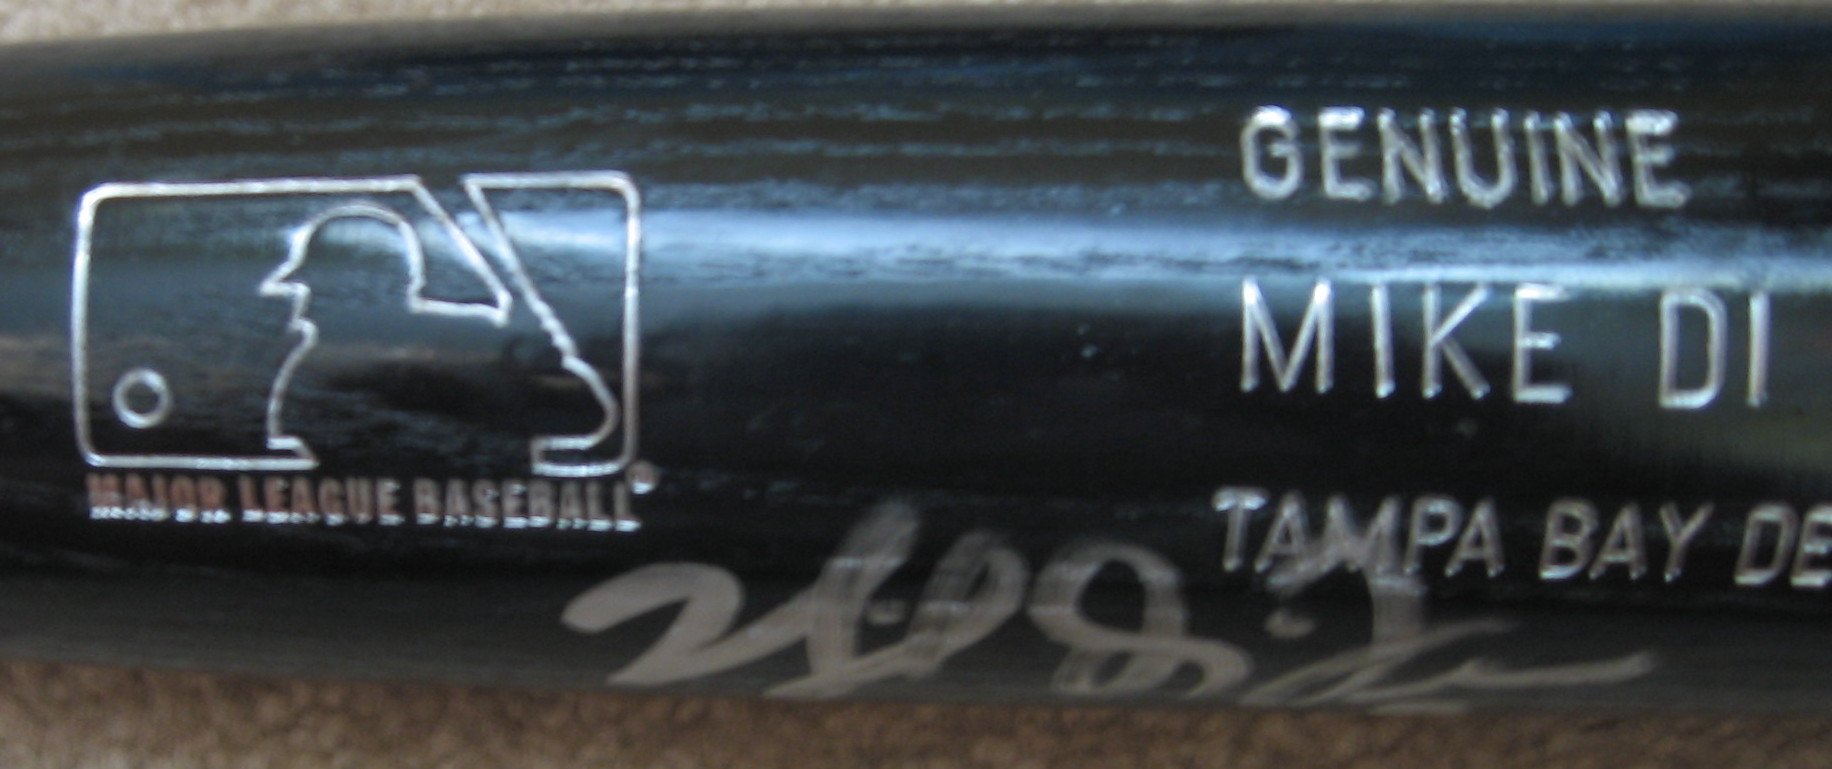 GENUINE
MIKE DI
TAMPA BAY DE
MAJOR LEAGUE BASEBALL®